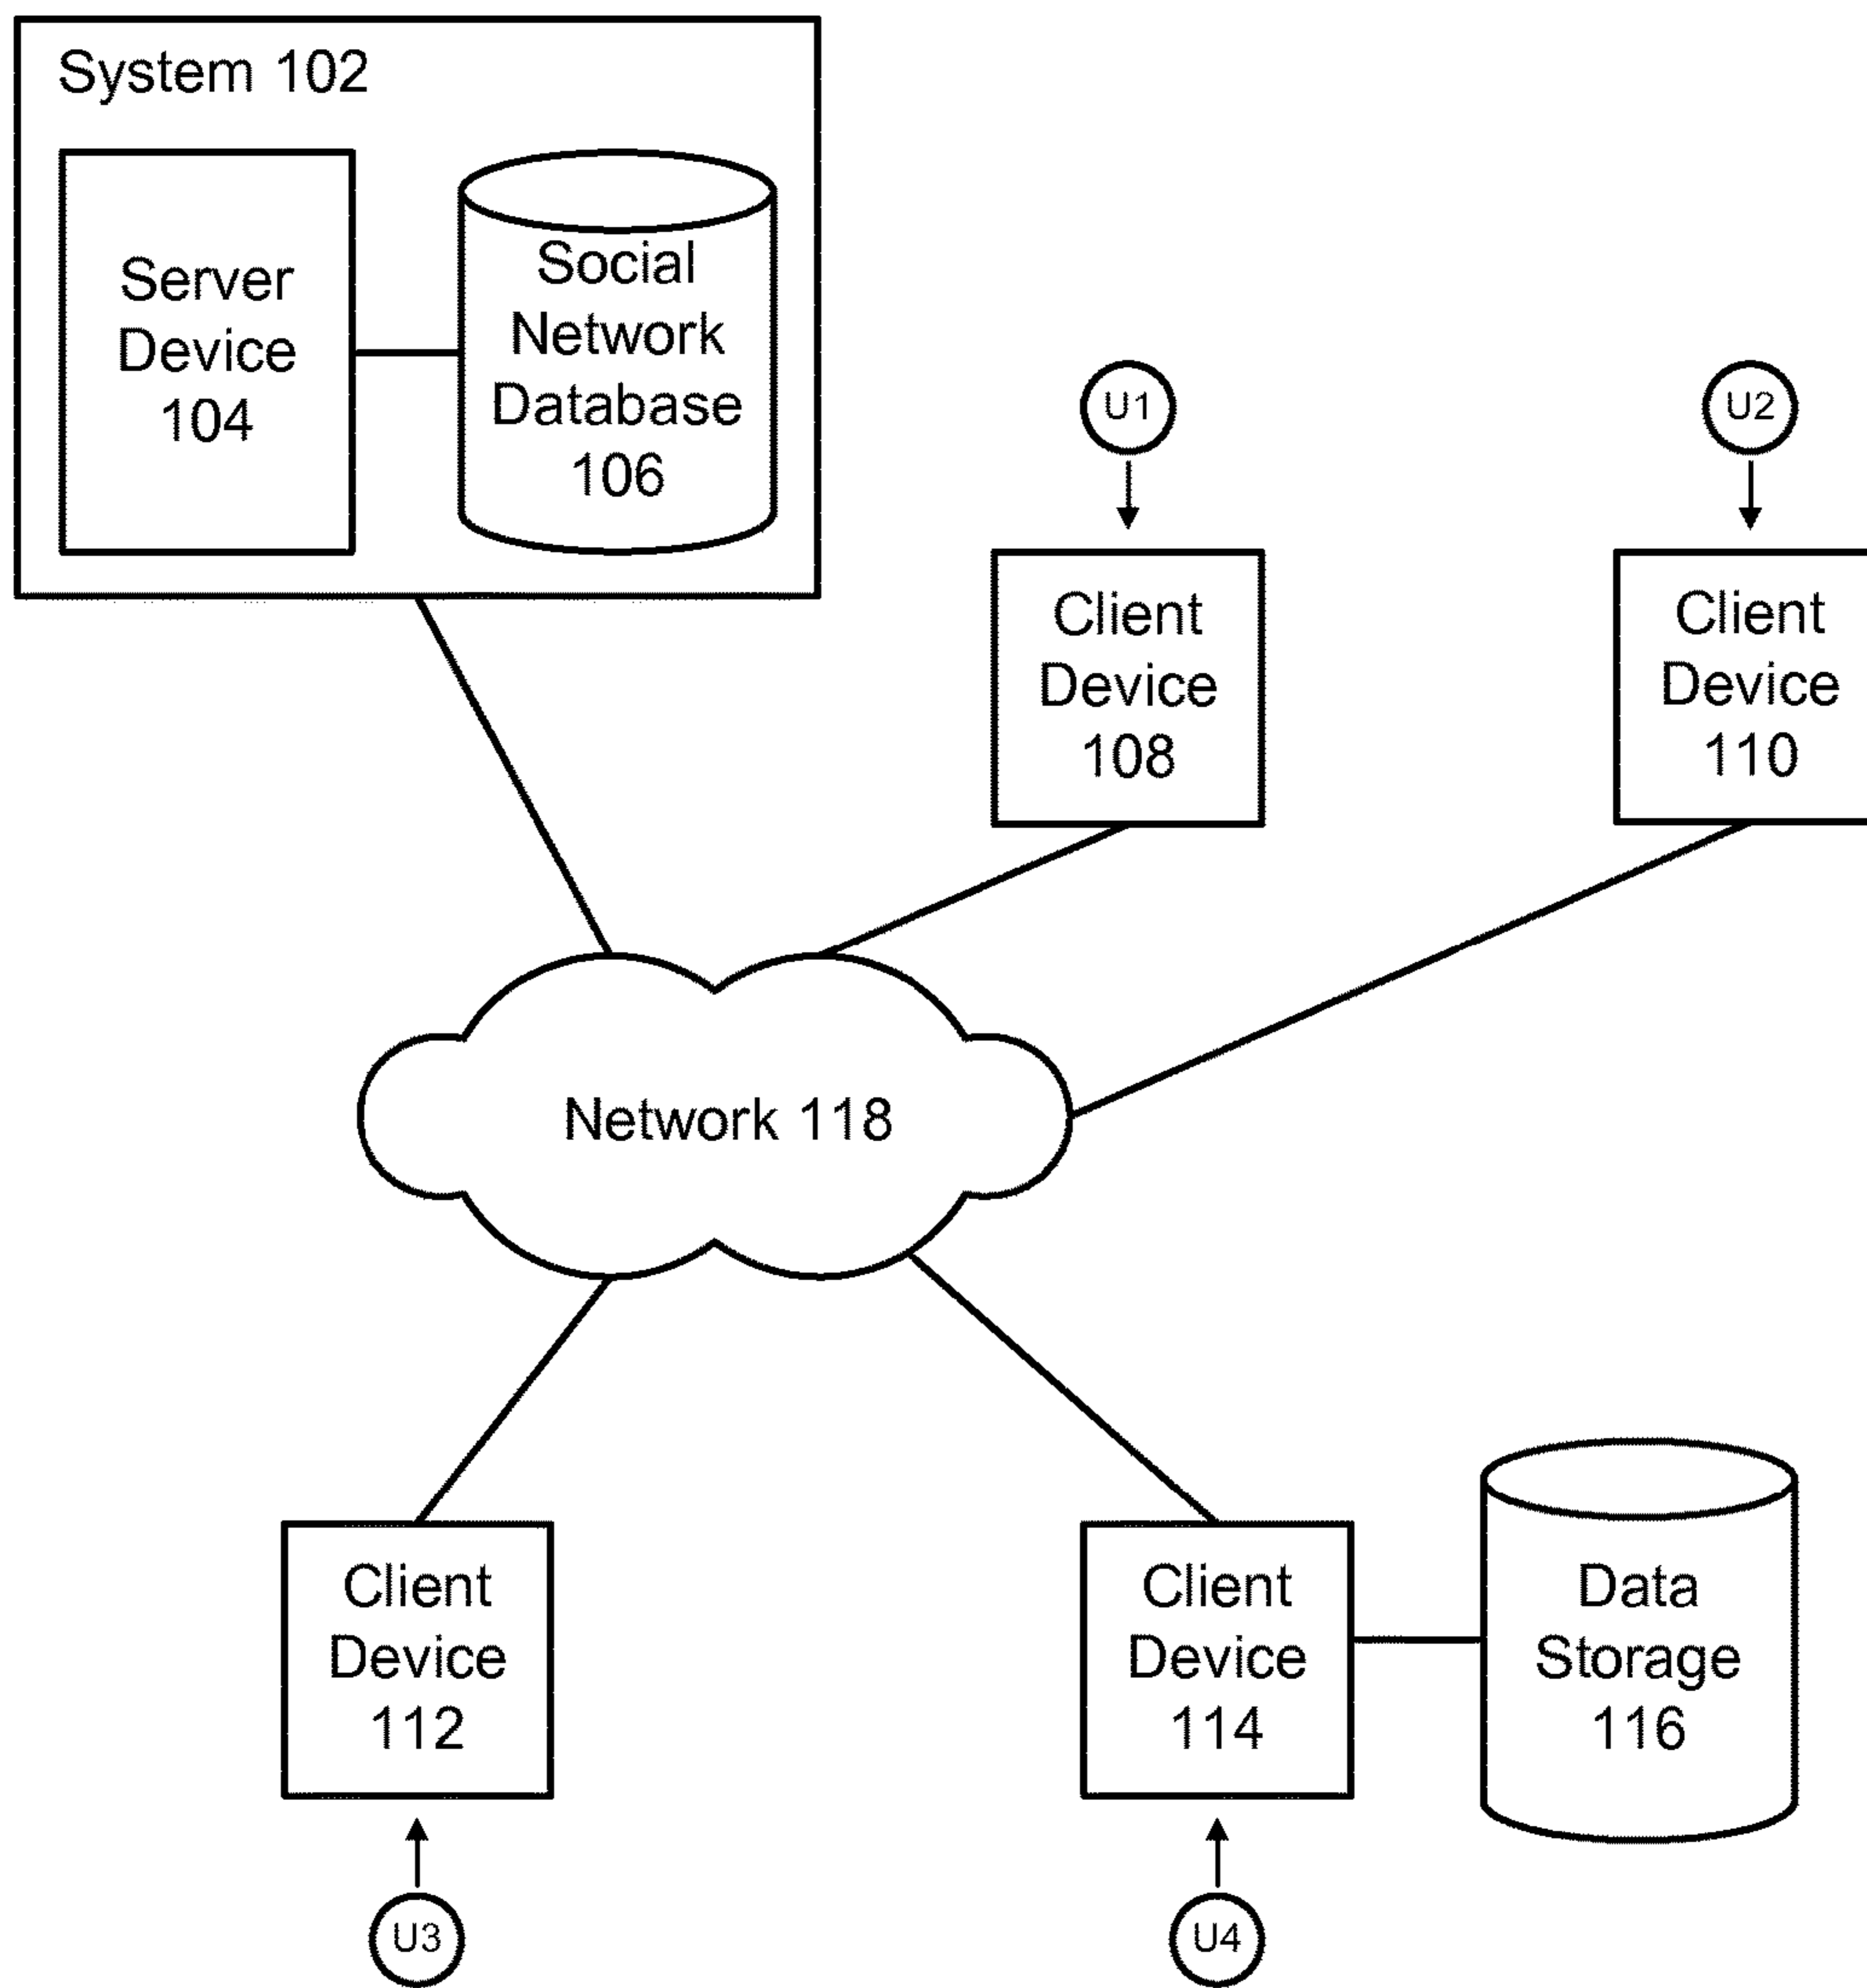 System 102
Server
Device
104
Social
Network
Database
106
U1
U2
Client
Device
108
Client
Device
110
Network 118
Client
Device
112
Client
Device
114
Data
Storage
116
U3
U4